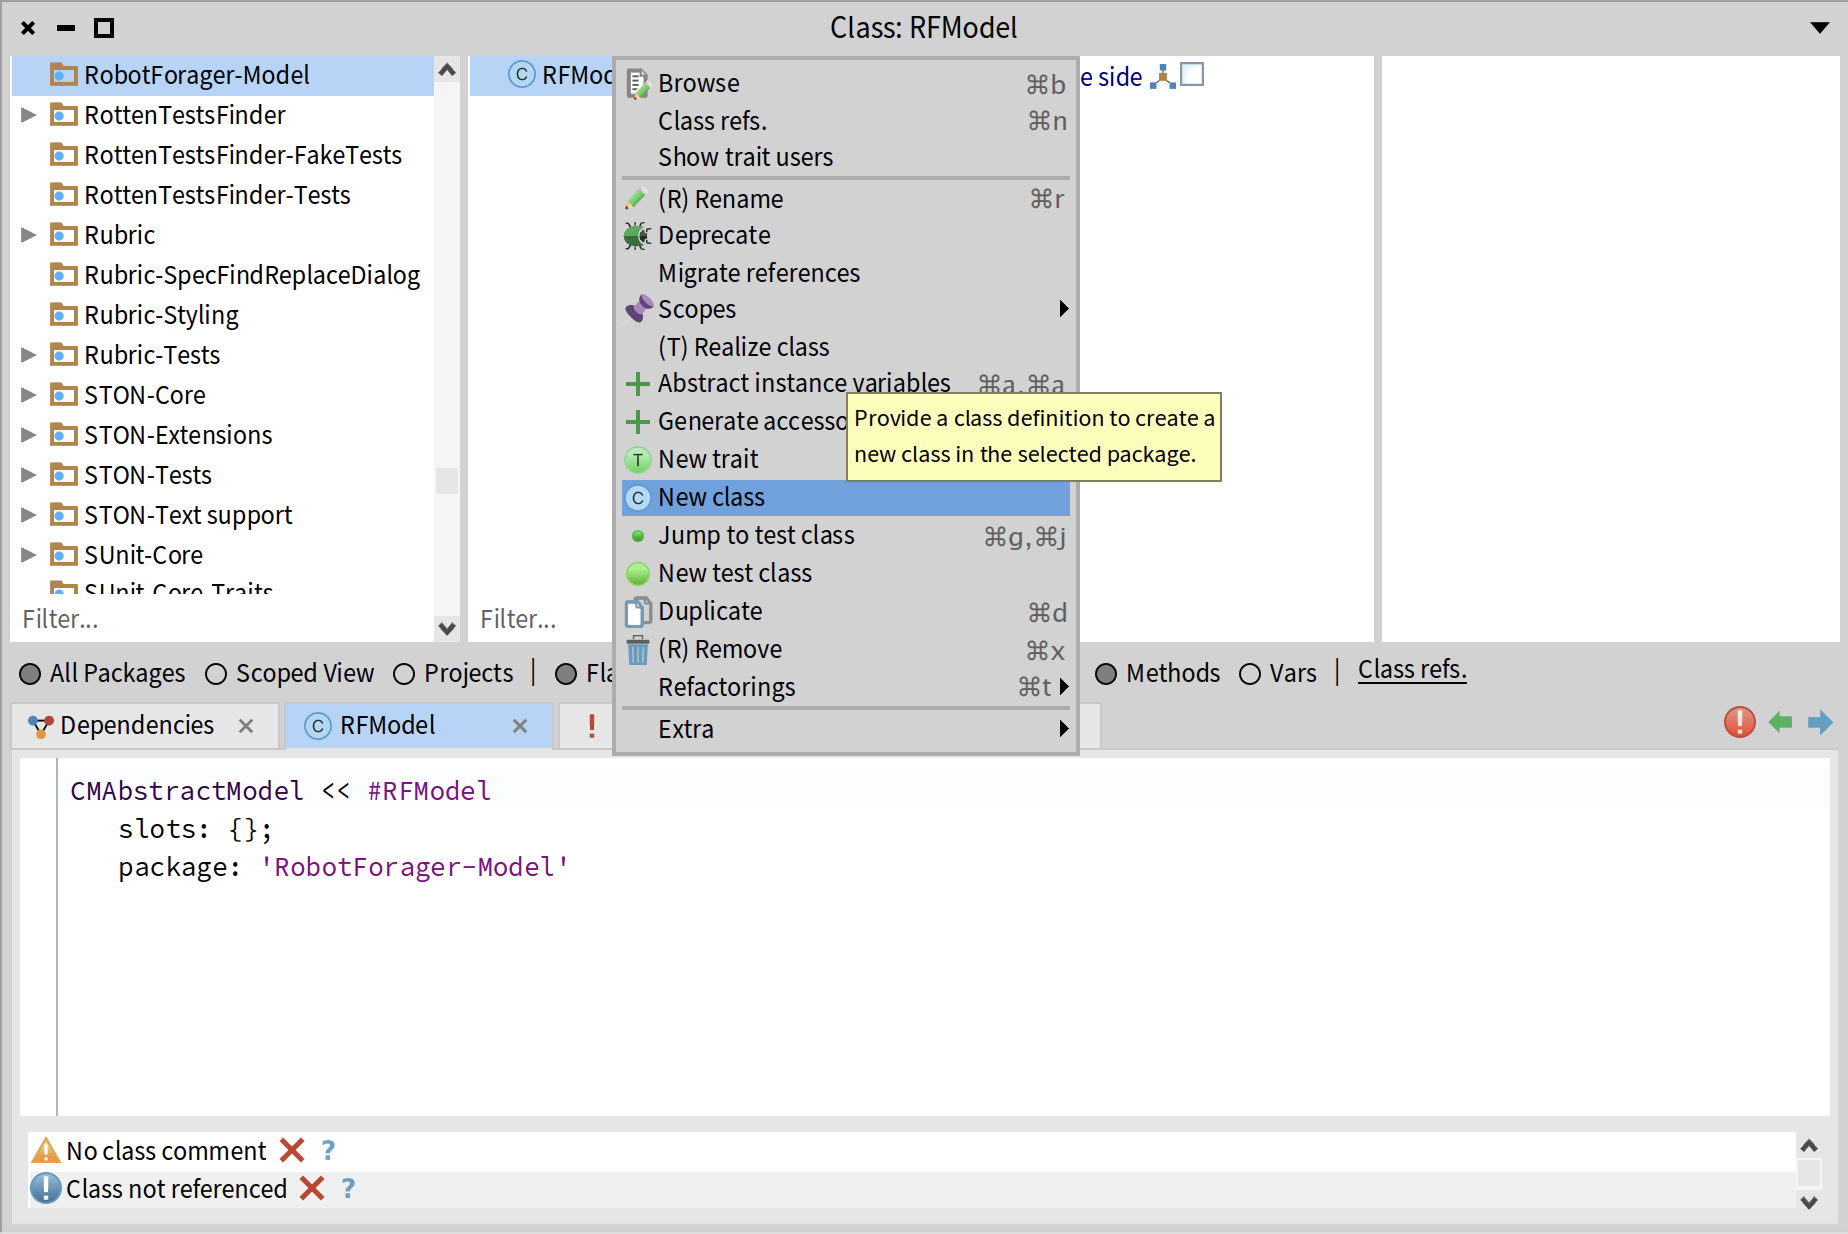 Class: RFModel
RobotForager-Model
RottenTestsFinder
RottenTestsFinder-FakeTests
RottenTestsFinder-Tests
Rubric
Rubric-SpecFindReplaceDialog
Rubric-Styling
Rubric-Tests
STON-Core
STON-Extensions
STON-Tests
STON-Text support
SUnit-Core
SUnit-Core-Traits
Filter...
C RFMod
Filter...
Browse ⌘b
Class refs. ⌘n
Show trait users
(R) Rename ⌘r
Deprecate
Migrate references
Scopes
(T) Realize class
Abstract instance variables ⌘a,⌘a
Generate accesso
T New trait
C New class
Jump to test class ⌘g,⌘j
New test class
Duplicate ⌘d
(R) Remove ⌘x
Refactorings ⌘t
Extra
Provide a class definition to create a
new class in the selected package.
e side
All Packages Scoped View Projects | Fla Methods Vars | Class refs.
Dependencies × C RFModel × !
CMAbstractModel << #RFModel
slots: {};
package: 'RobotForager-Model'
No class comment ?
Class not referenced ?